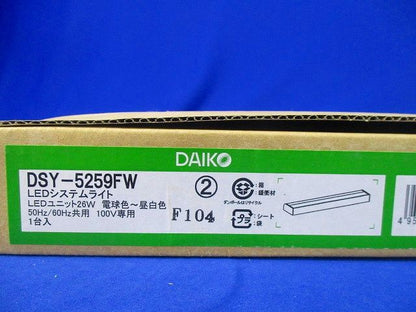 DAIKO
DSY-5259FW
LEDシステムライト
LEDユニット26W 電球色〜昼白色
50Hz/60Hz共用 100V専用
1台入
②
F104
箱
緩衝材
ダンボールはリサイクル
プラ
シート
袋
495